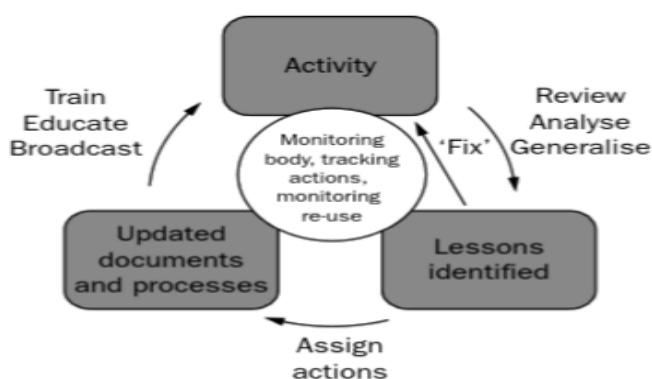 Activity
Train
Educate
Broadcast
Review
Analyse
Generalise
'Fix'
Monitoring
body, tracking
actions,
monitoring
re-use
Updated
documents
and processes
Lessons
identified
Assign
actions